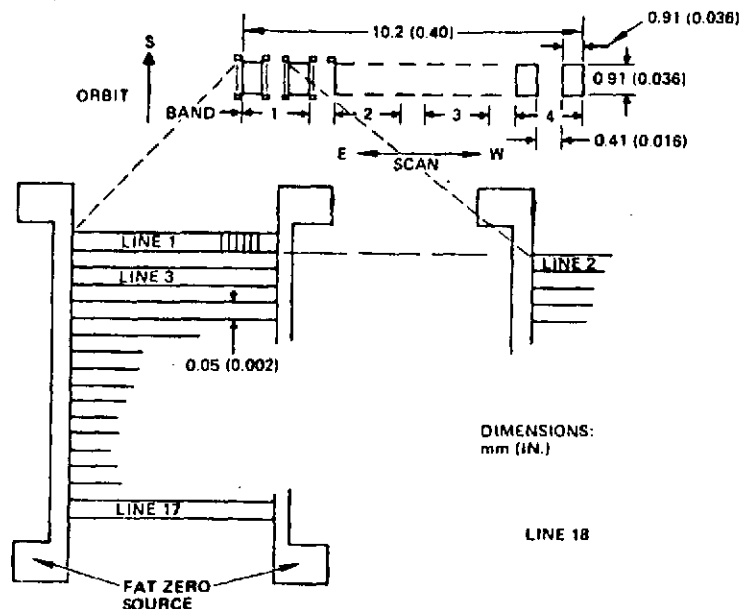 10.2 (0.40)
0.91 (0.036)
S
ORBIT
0.91 (0.036)
BAND
1
2
3
4
0.41 (0.016)
E
SCAN
W
LINE 1
LINE 2
LINE 3
0.05 (0.002)
DIMENSIONS:
mm (IN.)
LINE 17
LINE 18
FAT ZERO
SOURCE